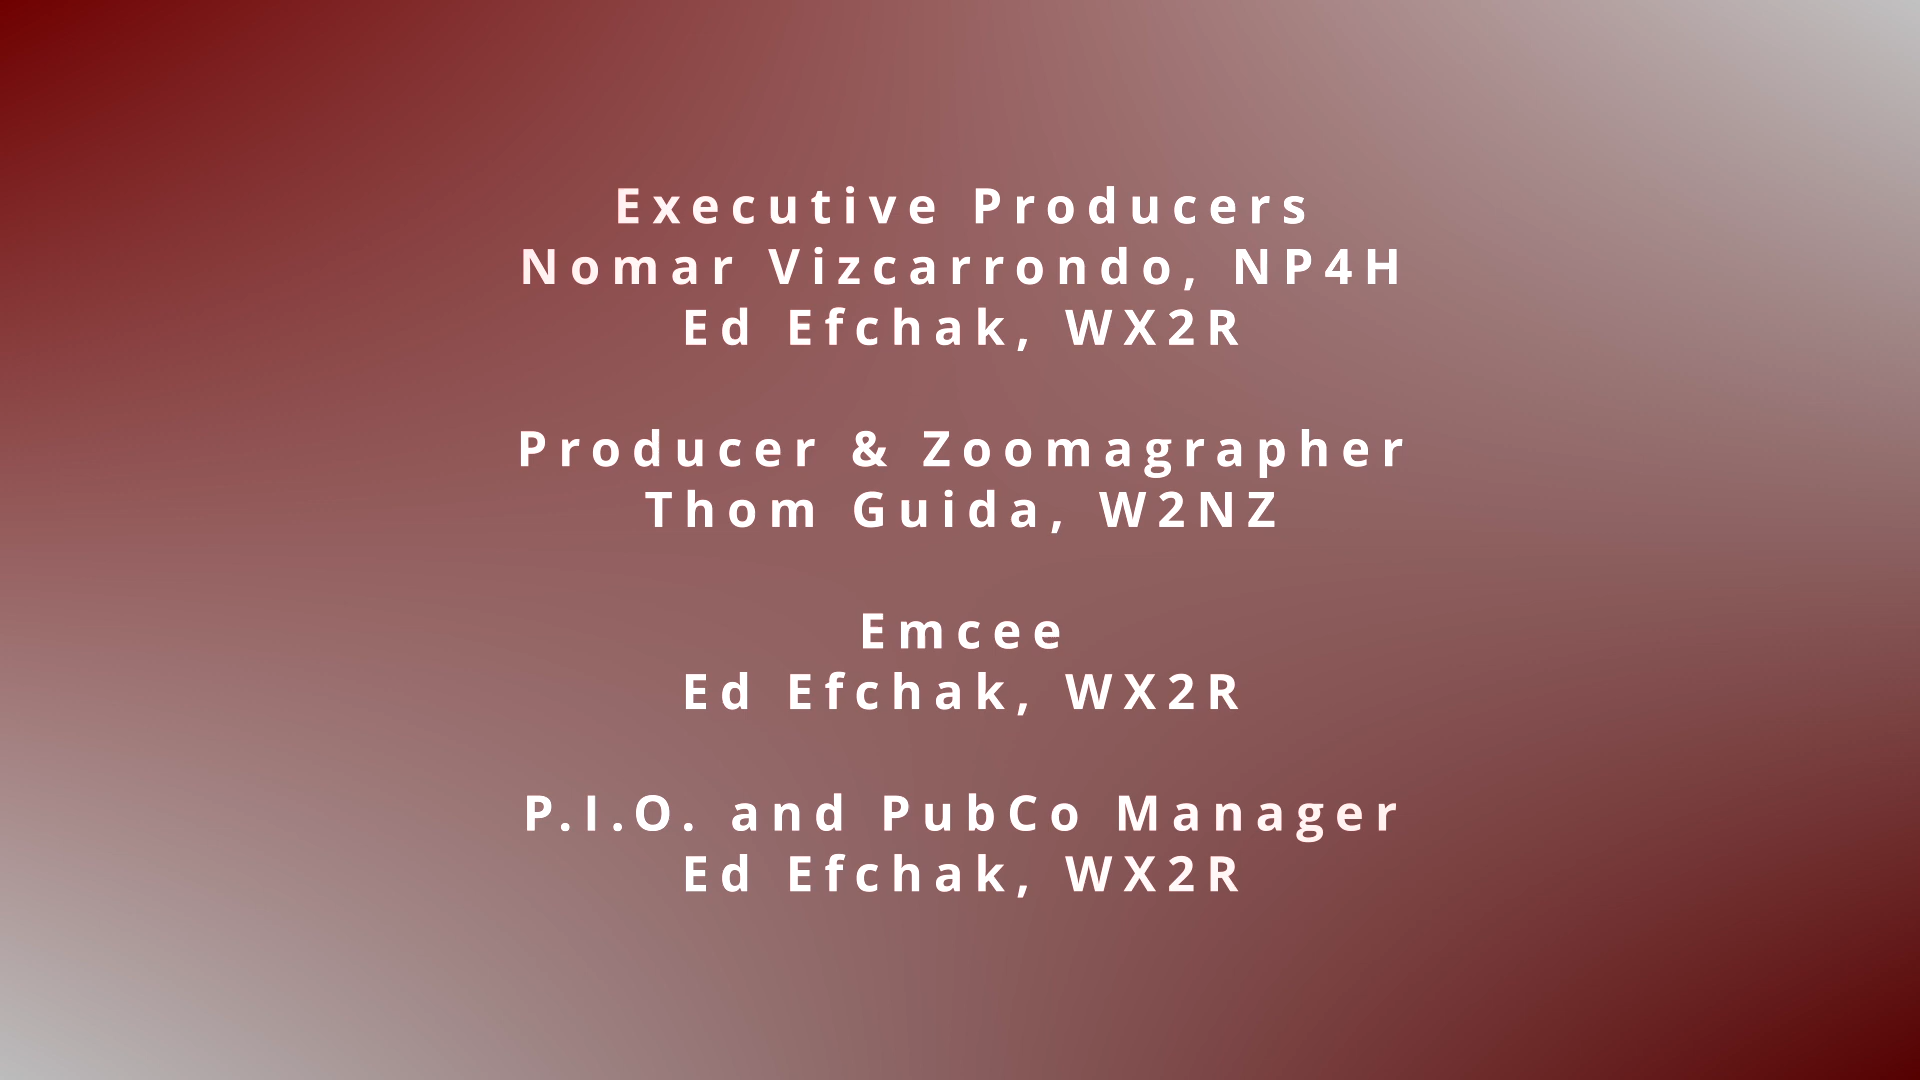 Executive Producers
Nomar Vizcarrondo, NP4H
Ed Efchak, WX2R
Producer & Zoomagrapher
Thom Guida, W2NZ
Emcee
Ed Efchak, WX2R
P.I.O. and PubCo Manager
Ed Efchak, WX2R